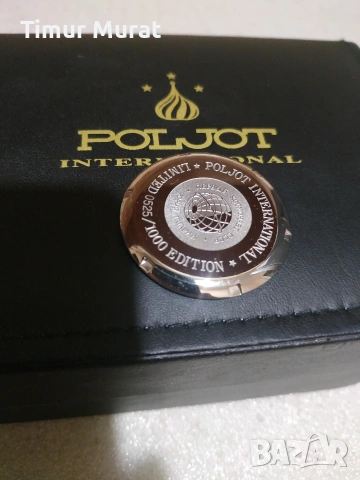 Timur Murat
POLJOT
INTERNATIONAL
★ POLJOT INTERNATIONAL ★
LIMITED 0525/1000 EDITION
BAZAR